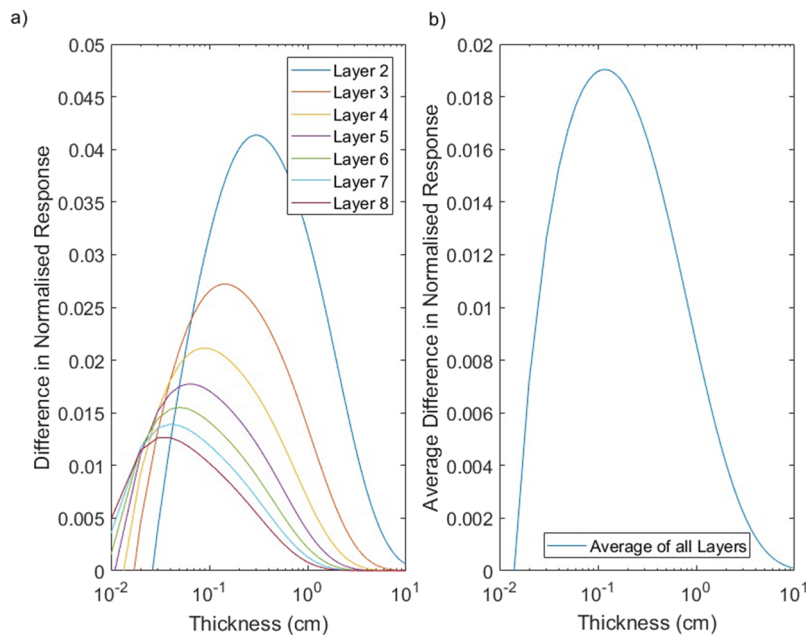 a)
0.05
0.045
0.04
0.035
0.03
0.025
0.02
0.015
0.01
0.005
0
Difference in Normalised Response
Layer 2
Layer 3
Layer 4
Layer 5
Layer 6
Layer 7
Layer 8
10⁻² 10⁻¹ 10⁰ 10¹
Thickness (cm)
b)
0.02
0.018
0.016
0.014
0.012
0.01
0.008
0.006
0.004
0.002
0
Average Difference in Normalised Response
Average of all Layers
10⁻² 10⁻¹ 10⁰ 10¹
Thickness (cm)